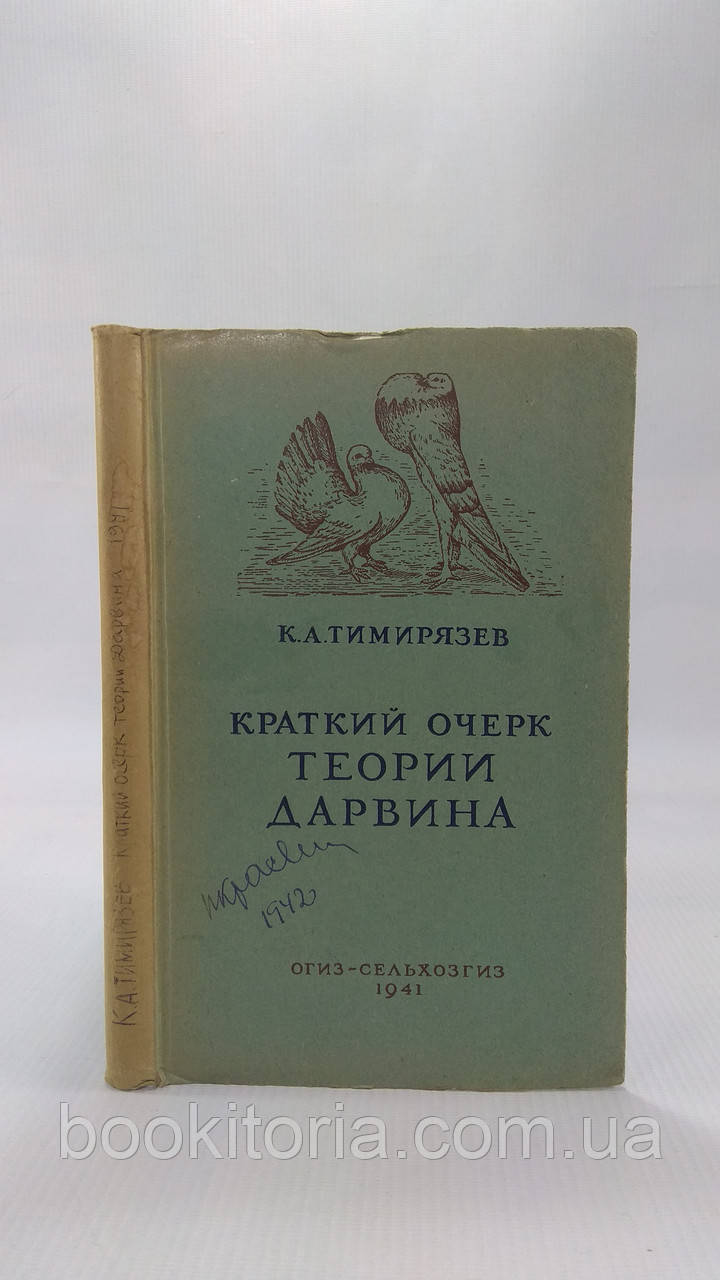 К.А.ТИМИРЯЗЕВ
КРАТКИЙ ОЧЕРК
ТЕОРИИ
ДАРВИНА
1942
ОГИЗ-СЕЛЬХОЗГИЗ
1941
К.А.ТИМИРЯЗЕВ Краткий очерк теории Дарвина 1941
bookitoria.com.ua